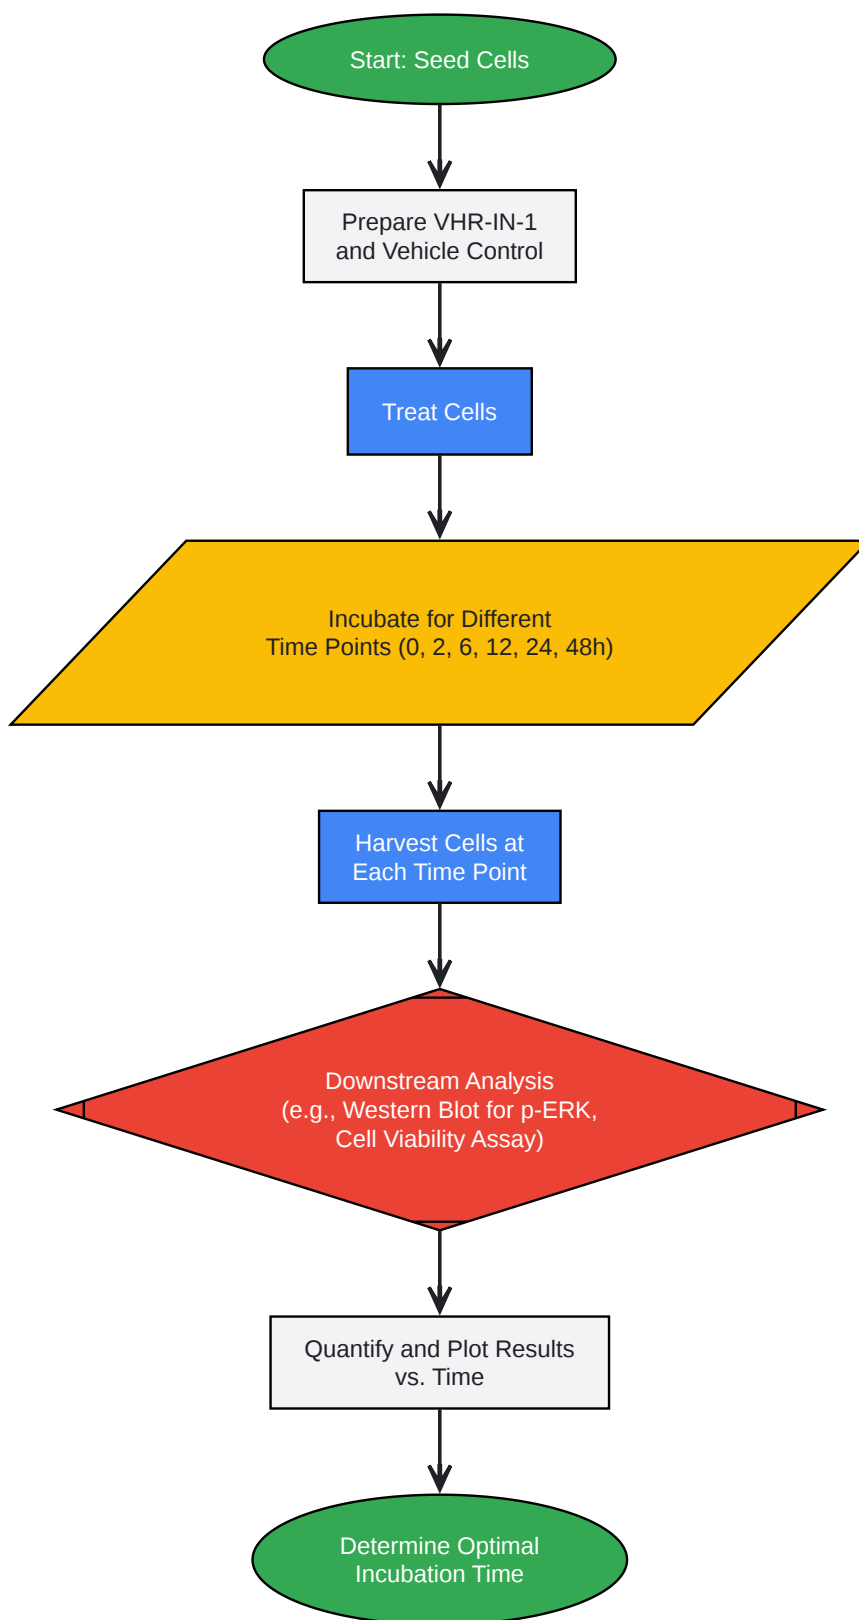 Start: Seed Cells
Prepare VHR-IN-1
and Vehicle Control
Treat Cells
Incubate for Different
Time Points (0, 2, 6, 12, 24, 48h)
Harvest Cells at
Each Time Point
Downstream Analysis
(e.g., Western Blot for p-ERK,
Cell Viability Assay)
Quantify and Plot Results
vs. Time
Determine Optimal
Incubation Time